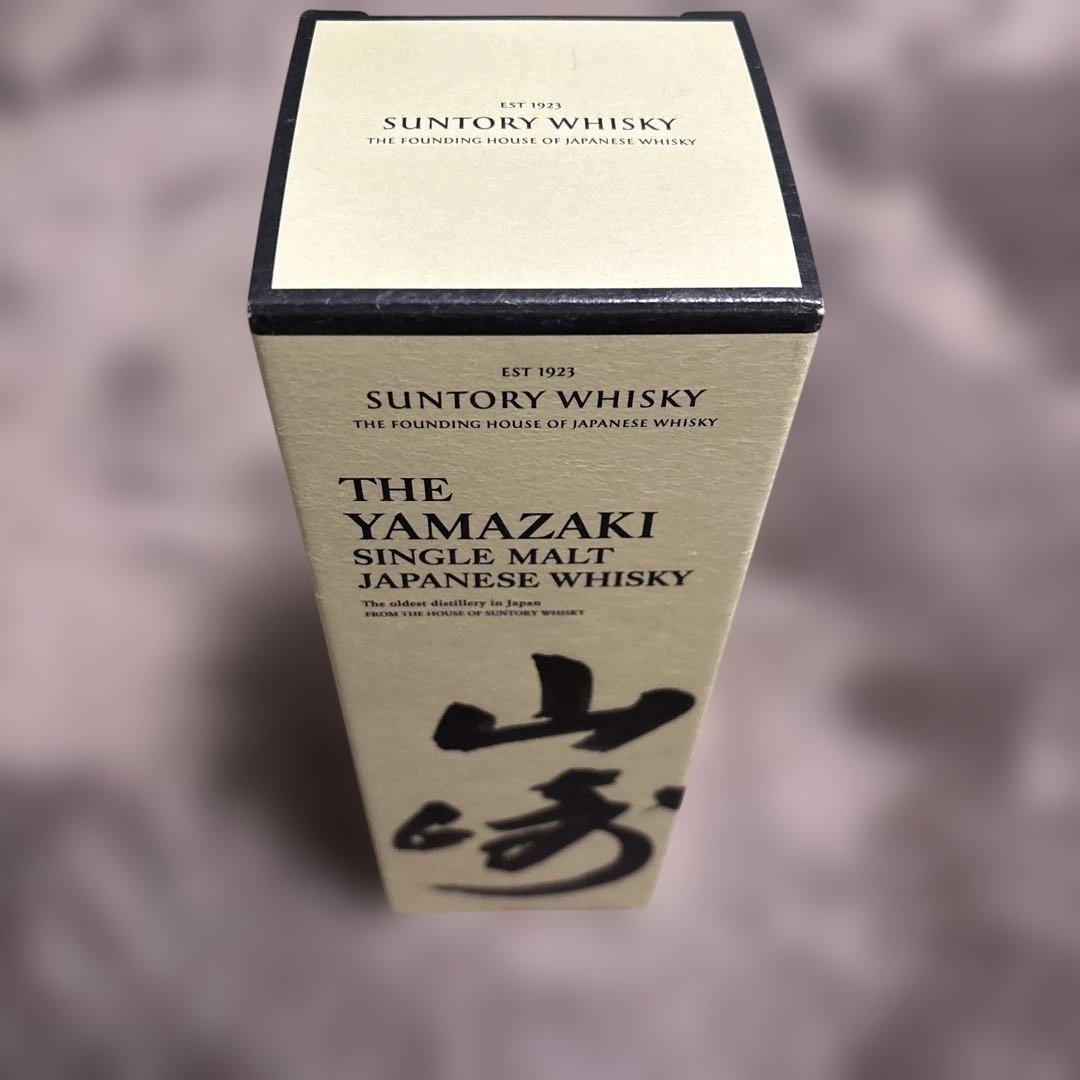 EST 1923
SUNTORY WHISKY
THE FOUNDING HOUSE OF JAPANESE WHISKY
EST 1923
SUNTORY WHISKY
THE FOUNDING HOUSE OF JAPANESE WHISKY
THE
YAMAZAKI
SINGLE MALT
JAPANESE WHISKY
The oldest distillery in Japan
FROM THE HOUSE OF SUNTORY WHISKY
山
崎